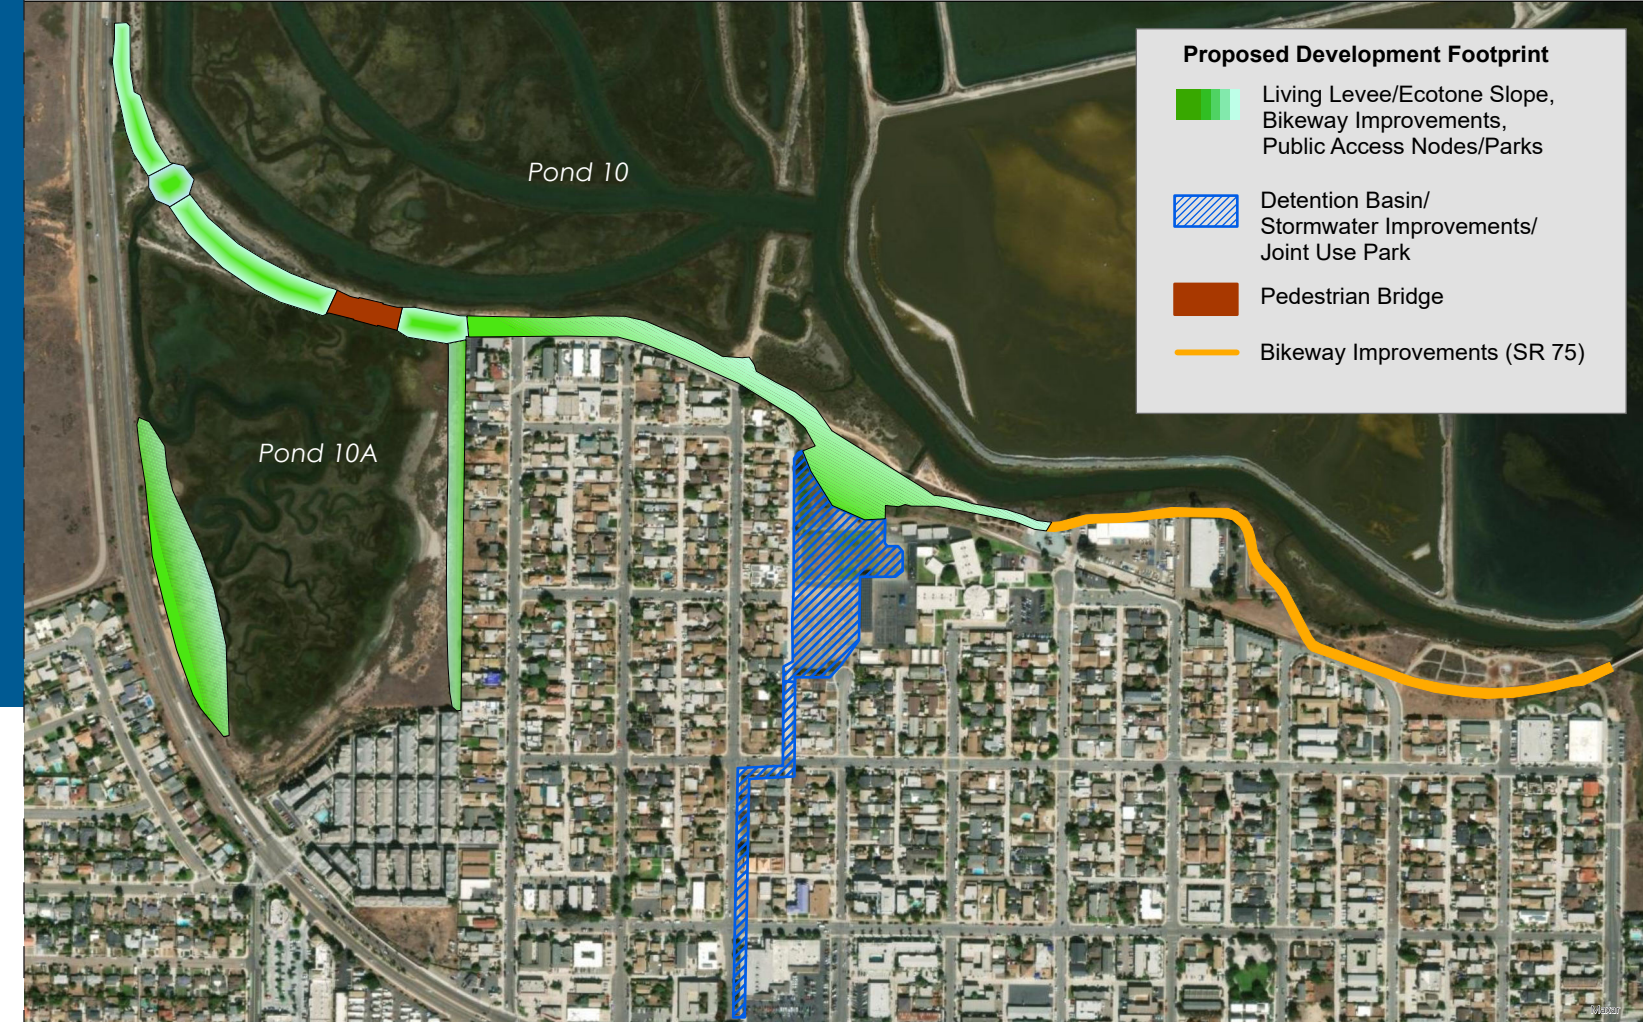 Proposed Development Footprint
Living Levee/Ecotone Slope,
Bikeway Improvements,
Public Access Nodes/Parks
Detention Basin/
Stormwater Improvements/
Joint Use Park
Pedestrian Bridge
Bikeway Improvements (SR 75)
Pond 10
Pond 10A